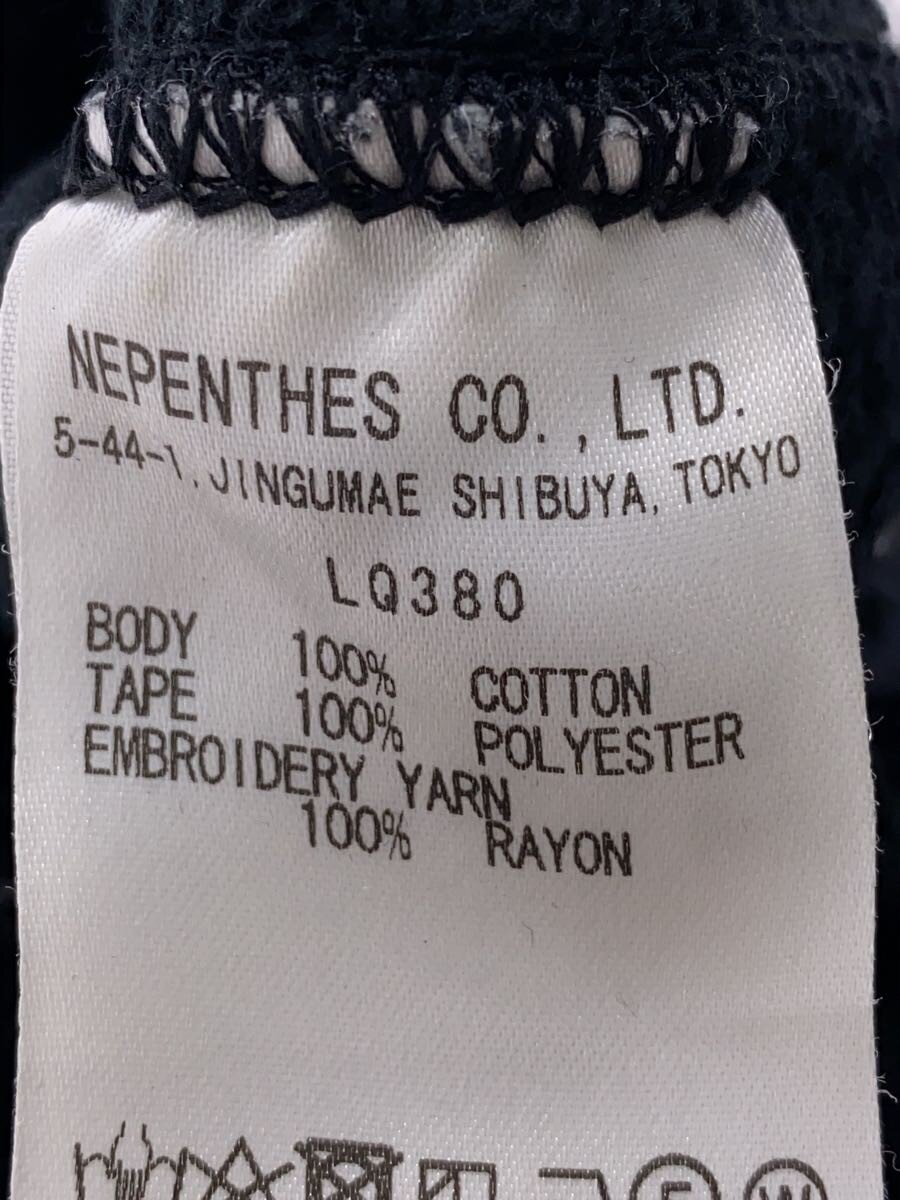 NEPENTHES CO.,LTD.
5-44-1, JINGUMAE SHIBUYA, TOKYO
LQ380
BODY 100% COTTON
TAPE 100% POLYESTER
EMBROIDERY YARN
100% RAYON